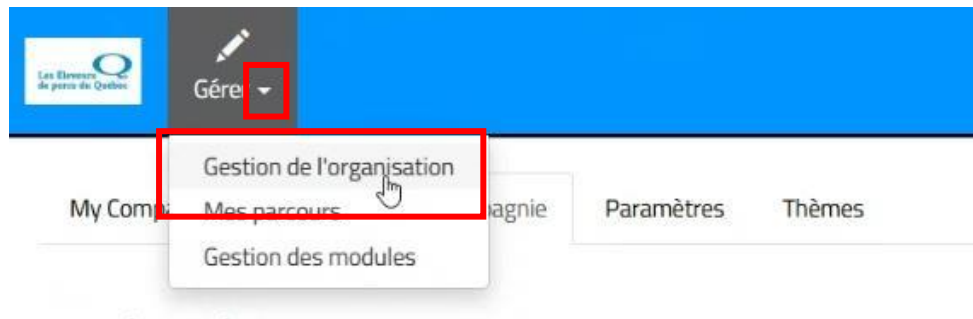 Les Eleveurs
de porcs du Québec
Gérer
Gestion de l'organisation
My Comp
Mes parcours
pagnie
Paramètres
Thèmes
Gestion des modules